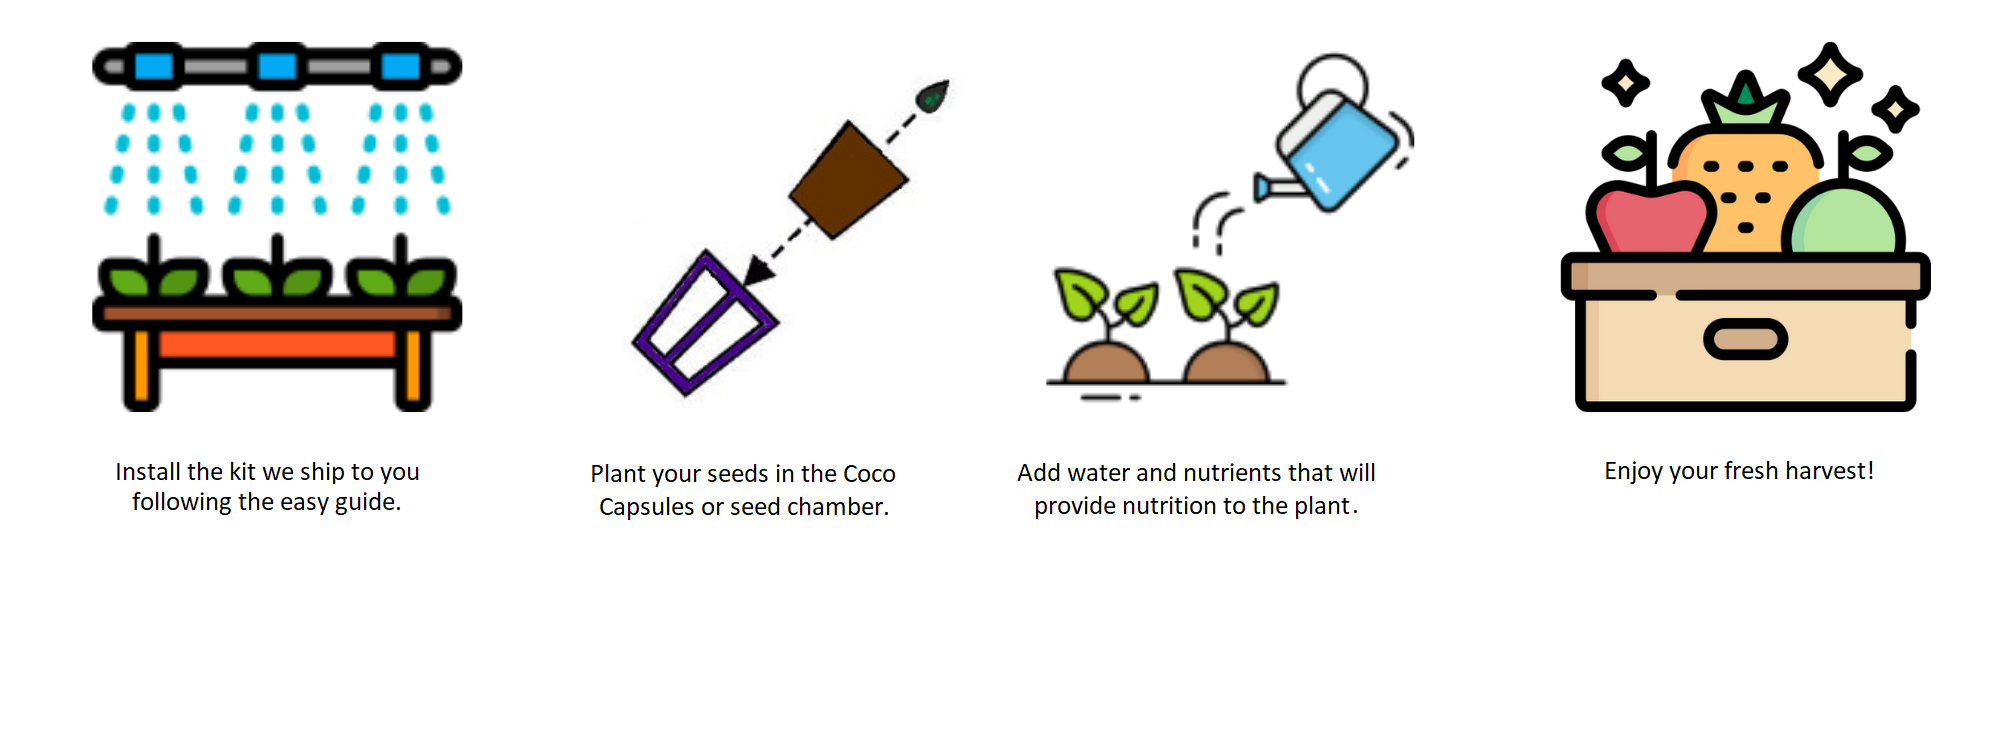 Install the kit we ship to you
following the easy guide.
Plant your seeds in the Coco
Capsules or seed chamber.
Add water and nutrients that will
provide nutrition to the plant.
Enjoy your fresh harvest!